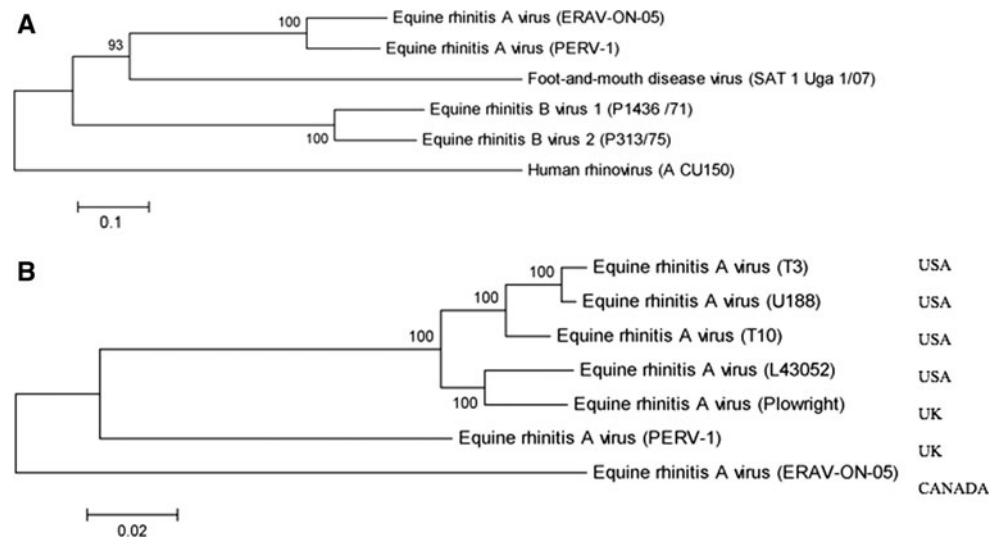 A
100
Equine rhinitis A virus (ERAV-ON-05)
93
Equine rhinitis A virus (PERV-1)
Foot-and-mouth disease virus (SAT 1 Uga 1/07)
Equine rhinitis B virus 1 (P1436 /71)
100
Equine rhinitis B virus 2 (P313/75)
Human rhinovirus (A CU150)
0.1
B
100
Equine rhinitis A virus (T3) USA
100
Equine rhinitis A virus (U188) USA
100
Equine rhinitis A virus (T10) USA
Equine rhinitis A virus (L43052) USA
100
Equine rhinitis A virus (Plowright) UK
Equine rhinitis A virus (PERV-1) UK
Equine rhinitis A virus (ERAV-ON-05) CANADA
0.02